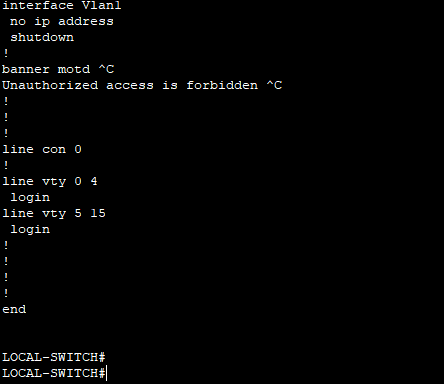 interface Vlan1
 no ip address
 shutdown
!
banner motd ^C
Unauthorized access is forbidden ^C
!
!
!
line con 0
!
line vty 0 4
 login
line vty 5 15
 login
!
!
!
!
end
LOCAL-SWITCH#
LOCAL-SWITCH#